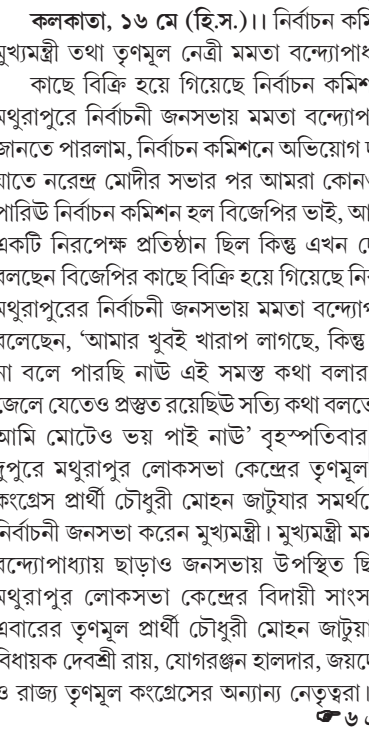 কলকাতা, ১৬ মে (হি.স.)।। নির্বাচন কমি
মুখ্যমন্ত্রী তথা তৃণমূল নেত্রী মমতা বন্দ্যোপাধ
কাছে বিক্রি হয়ে গিয়েছে নির্বাচন কমিশ
মথুরাপুরে নির্বাচনী জনসভায় মমতা বন্দ্যোপা
জানতে পারলাম, নির্বাচন কমিশনে অভিযোগ
যাতে নরেন্দ্র মোদীর সভার পর আমরা কোন
পারিঊ নির্বাচন কমিশন হল বিজেপির ভাই, আ
একটি নিরপেক্ষ প্রতিষ্ঠান ছিল কিন্তু এখন
বলছেন বিজেপির কাছে বিক্রি হয়ে গিয়েছে নি
মথুরাপুরের নির্বাচনী জনসভায় মমতা বন্দ্যোপ
বলেছেন, ‘আমার খুবই খারাপ লাগছে, কিন্তু
না বলে পারছি নাঊ এই সমস্ত কথা বলার
জেলে যেতেও প্রস্তুত রয়েছিঊ সত্যি কথা বলতে
আমি মোটেও ভয় পাই নাঊ’ বৃহস্পতিবার
দুপুরে মথুরাপুর লোকসভা কেন্দ্রের তৃণমূল
কংগ্রেস প্রার্থী চৌধুরী মোহন জাটুয়ার সমর্থনে
নির্বাচনী জনসভা করেন মুখ্যমন্ত্রী। মুখ্যমন্ত্রী মম
বন্দ্যোপাধ্যায় ছাড়াও জনসভায় উপস্থিত ছি
মথুরাপুর লোকসভা কেন্দ্রের বিদায়ী সাংস
এবারের তৃণমূল প্রার্থী চৌধুরী মোহন জাটুয়া
বিধায়ক দেবশ্রী রায়, যোগরঞ্জন হালদার, জয়দে
ও রাজ্য তৃণমূল কংগ্রেসের অন্যান্য নেতৃত্বরা।
☛ ৬